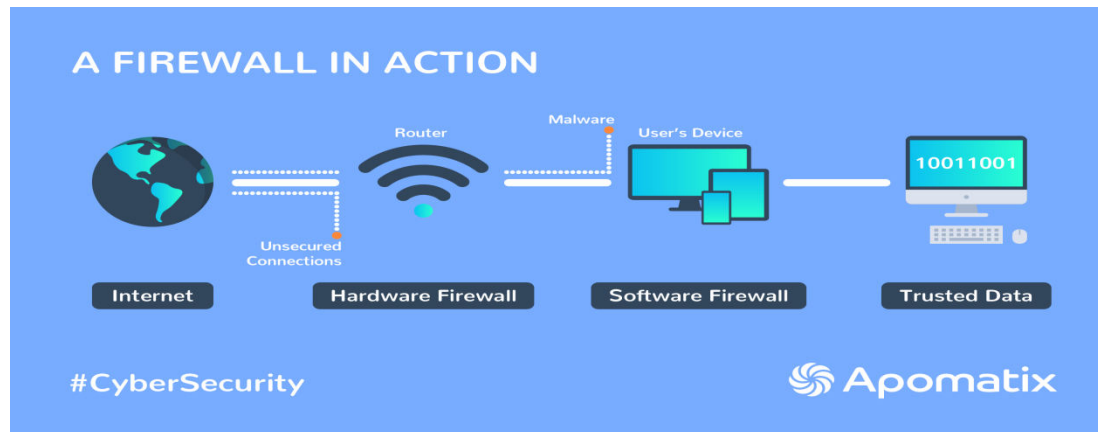 A FIREWALL IN ACTION
Malware
Router
User's Device
10011001
Unsecured
Connections
Internet
Hardware Firewall
Software Firewall
Trusted Data
#CyberSecurity
Apomatix